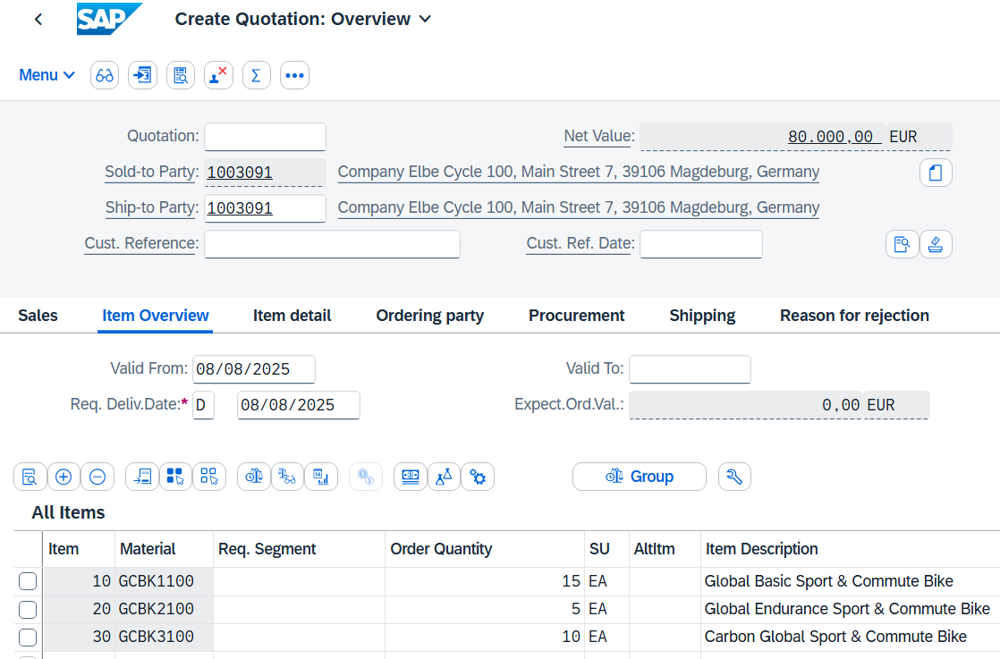 SAP Create Quotation: Overview
Menu
Quotation: Net Value: 80.000,00 EUR
Sold-to Party: 1003091 Company Elbe Cycle 100, Main Street 7, 39106 Magdeburg, Germany
Ship-to Party: 1003091 Company Elbe Cycle 100, Main Street 7, 39106 Magdeburg, Germany
Cust. Reference: Cust. Ref. Date:
Sales Item Overview Item detail Ordering party Procurement Shipping Reason for rejection
Valid From: 08/08/2025 Valid To:
Req. Deliv.Date:* D 08/08/2025 Expect.Ord.Val.: 0,00 EUR
Group
All Items
Item Material Req. Segment Order Quantity SU AltItm Item Description
10 GCBK1100 15 EA Global Basic Sport & Commute Bike
20 GCBK2100 5 EA Global Endurance Sport & Commute Bike
30 GCBK3100 10 EA Carbon Global Sport & Commute Bike